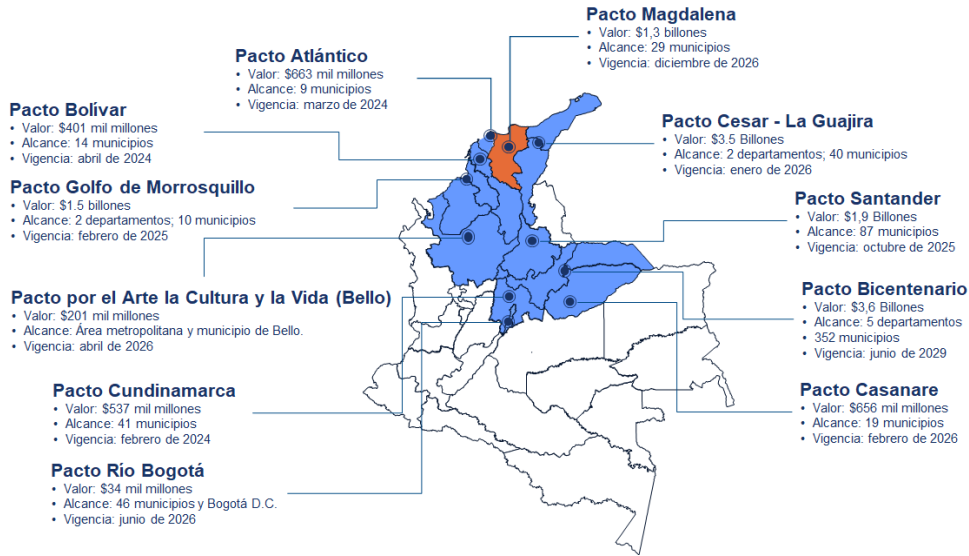 Pacto Magdalena
• Valor: $1,3 billones
• Alcance: 29 municipios
• Vigencia: diciembre de 2026
Pacto Atlántico
• Valor: $663 mil millones
• Alcance: 9 municipios
• Vigencia: marzo de 2024
Pacto Bolívar
• Valor: $401 mil millones
• Alcance: 14 municipios
• Vigencia: abril de 2024
Pacto Cesar - La Guajira
• Valor: $3.5 Billones
• Alcance: 2 departamentos; 40 municipios
• Vigencia: enero de 2026
Pacto Golfo de Morrosquillo
• Valor: $1.5 billones
• Alcance: 2 departamentos; 10 municipios
• Vigencia: febrero de 2025
Pacto Santander
• Valor: $1,9 Billones
• Alcance: 87 municipios
• Vigencia: octubre de 2025
Pacto por el Arte la Cultura y la Vida (Bello)
• Valor: $201 mil millones
• Alcance: Área metropolitana y municipio de Bello.
• Vigencia: abril de 2026
Pacto Bicentenario
• Valor: $3,6 Billones
• Alcance: 5 departamentos
• 352 municipios
• Vigencia: junio de 2029
Pacto Cundinamarca
• Valor: $537 mil millones
• Alcance: 41 municipios
• Vigencia: febrero de 2024
Pacto Casanare
• Valor: $656 mil millones
• Alcance: 19 municipios
• Vigencia: febrero de 2026
Pacto Río Bogotá
• Valor: $34 mil millones
• Alcance: 46 municipios y Bogotá D.C.
• Vigencia: junio de 2026